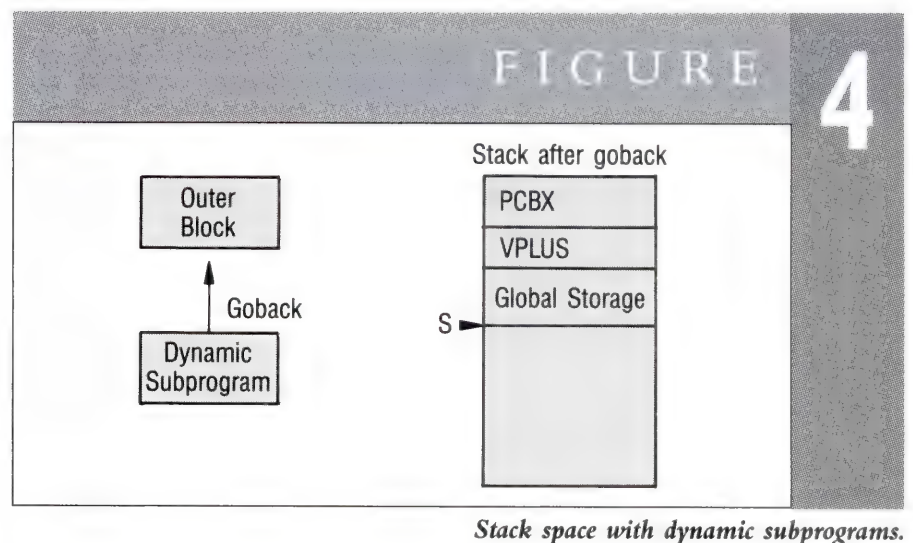 FIGURE
4
Outer
Block
Goback
Dynamic
Subprogram
Stack after goback
PCBX
VPLUS
Global Storage
S
Stack space with dynamic subprograms.